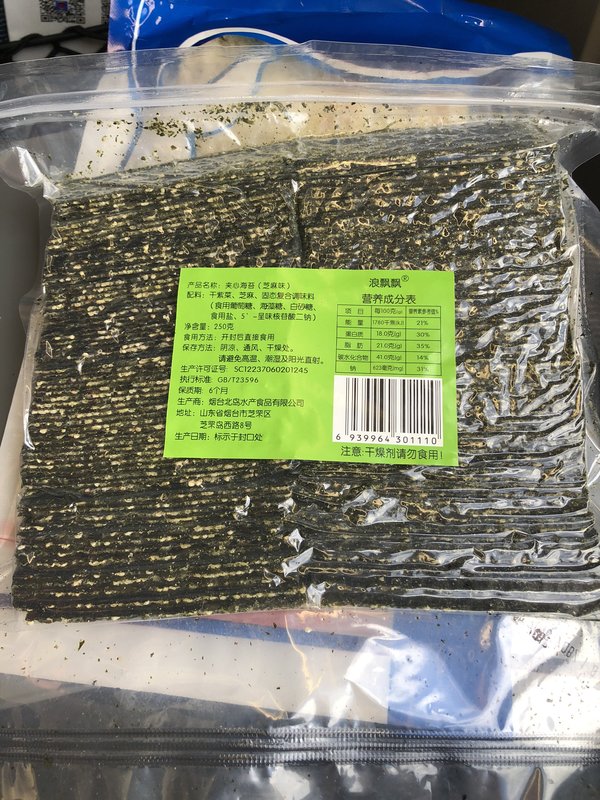 产品名称：夹心海苔（芝麻味）
配料：干紫菜、芝麻、固态复合调味料
（食用葡萄糖、海藻糖、白砂糖、
食用盐、5’-呈味核苷酸二钠）
净含量：250克
食用方法：开封后直接食用
保存方法：阴凉、通风、干燥处。
请避免高温、潮湿及阳光直射。
生产许可证号：SC12237060201245
执行标准：GB/T23596
保质期：6个月
生产商：烟台北岛水产食品有限公司
地址：山东省烟台市芝罘区
芝罘岛西路8号
生产日期：标示于封口处
浪飘飘®
营养成分表
项 目 每100克(g) 营养素参考值%
能 量 1780千焦(kJ) 21%
蛋白质 18.0克(g) 30%
脂 肪 21.0克(g) 35%
碳水化合物 41.0克(g) 14%
钠 623毫克(mg) 31%
6 939964 301110
注意:干燥剂请勿食用！